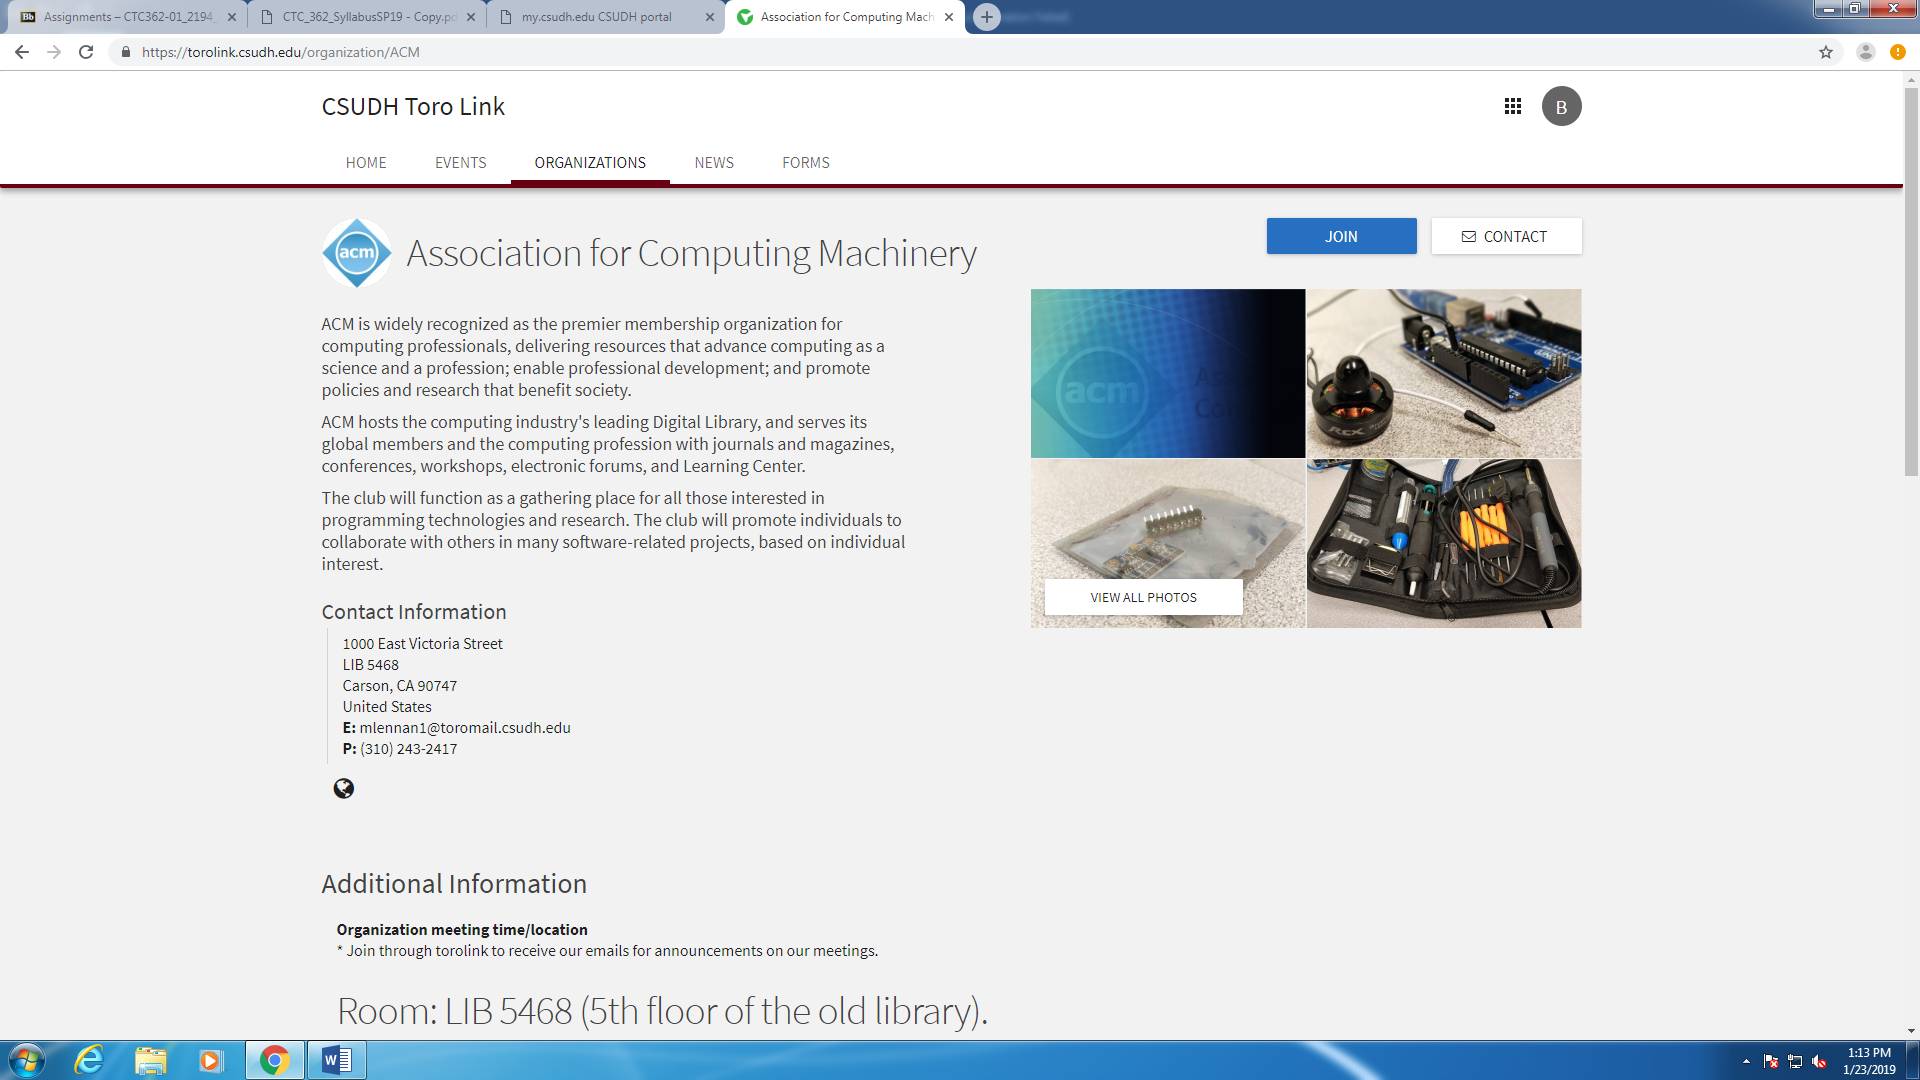 Assignments – CTC362-01_2194_
CTC_362_SyllabusSP19 - Copy.pd
my.csudh.edu CSUDH portal
Association for Computing Mach
https://torolink.csudh.edu/organization/ACM
CSUDH Toro Link
B
HOME EVENTS ORGANIZATIONS NEWS FORMS
acm Association for Computing Machinery
JOIN CONTACT
ACM is widely recognized as the premier membership organization for
computing professionals, delivering resources that advance computing as a
science and a profession; enable professional development; and promote
policies and research that benefit society.
ACM hosts the computing industry's leading Digital Library, and serves its
global members and the computing profession with journals and magazines,
conferences, workshops, electronic forums, and Learning Center.
The club will function as a gathering place for all those interested in
programming technologies and research. The club will promote individuals to
collaborate with others in many software-related projects, based on individual
interest.
acm
VIEW ALL PHOTOS
Contact Information
1000 East Victoria Street
LIB 5468
Carson, CA 90747
United States
E: mlennan1@toromail.csudh.edu
P: (310) 243-2417
Additional Information
Organization meeting time/location
* Join through torolink to receive our emails for announcements on our meetings.
Room: LIB 5468 (5th floor of the old library).
1:13 PM
1/23/2019